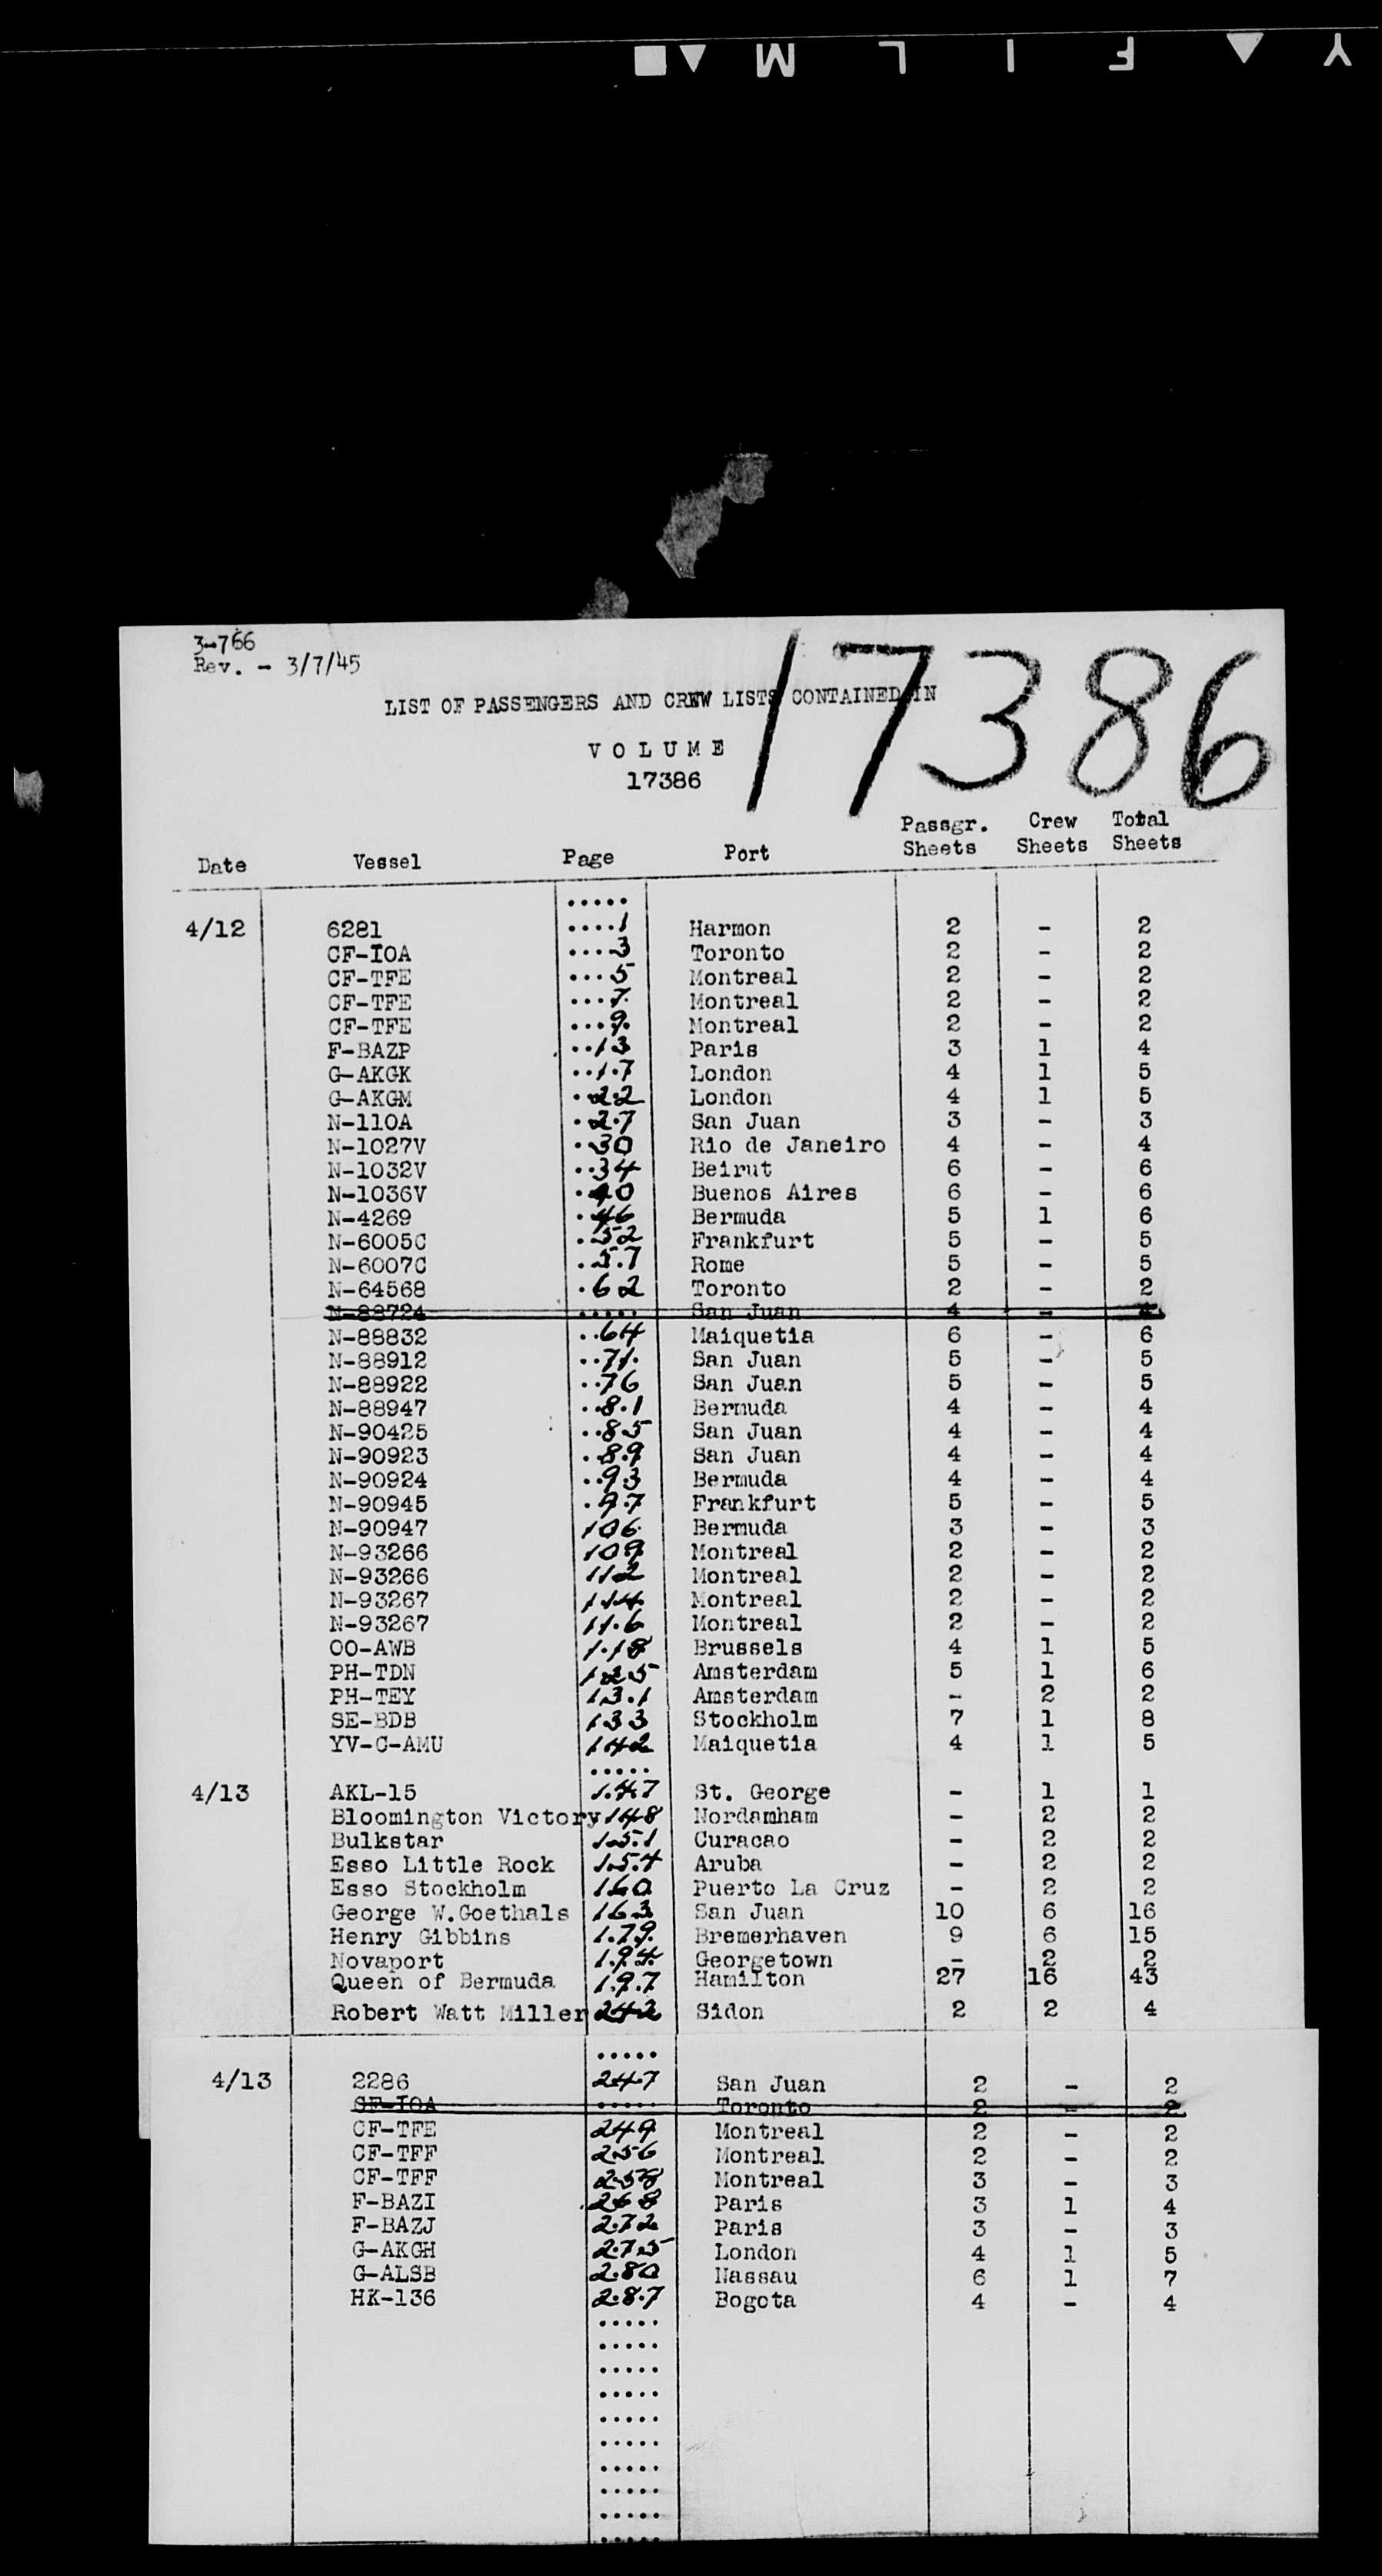 Y ▲ F I L M ▲ ■
3-766
Rev. - 3/7/45
17386
LIST OF PASSENGERS AND CREW LISTS CONTAINED IN
VOLUME
17386
Date Vessel Page Port Passgr. Sheets Crew Sheets Total Sheets
.....
4/12 6281 ....1 Harmon 2 - 2
CF-IOA ....3 Toronto 2 - 2
CF-TFE ....5 Montreal 2 - 2
CF-TFE ...7. Montreal 2 - 2
CF-TFE ...9. Montreal 2 - 2
F-BAZP ..13 Paris 3 1 4
G-AKGK ..17 London 4 1 5
G-AKGM .22 London 4 1 5
N-110A .27 San Juan 3 - 3
N-1027V .30 Rio de Janeiro 4 - 4
N-1032V ..34 Beirut 6 - 6
N-1036V .40 Buenos Aires 6 - 6
N-4269 .46 Bermuda 5 1 6
N-6005C .52 Frankfurt 5 - 5
N-6007C .57 Rome 5 - 5
N-64568 .62 Toronto 2 - 2
N-88724 ..... San Juan 4 - 4
N-88832 ..64 Maiquetia 6 - 6
N-88912 ..71. San Juan 5 - 5
N-88922 ..76 San Juan 5 - 5
N-88947 ..81 Bermuda 4 - 4
N-90425 ..85 San Juan 4 - 4
N-90923 .89 San Juan 4 - 4
N-90924 ..93 Bermuda 4 - 4
N-90945 .97 Frankfurt 5 - 5
N-90947 106 Bermuda 3 - 3
N-93266 109 Montreal 2 - 2
N-93266 112 Montreal 2 - 2
N-93267 114 Montreal 2 - 2
N-93267 116 Montreal 2 - 2
OO-AWB 118 Brussels 4 1 5
PH-TDN 125 Amsterdam 5 1 6
PH-TEY 131 Amsterdam - 2 2
SE-BDB 133 Stockholm 7 1 8
YV-C-AMU 142 Maiquetia 4 1 5
.....
4/13 AKL-15 147 St. George - 1 1
Bloomington Victory 148 Nordamham - 2 2
Bulkstar 151 Curacao - 2 2
Esso Little Rock 154 Aruba - 2 2
Esso Stockholm 160 Puerto La Cruz - 2 2
George W.Goethals 163 San Juan 10 6 16
Henry Gibbins 179 Bremerhaven 9 6 15
Novaport 194 Georgetown - 2 2
Queen of Bermuda 197 Hamilton 27 16 43
Robert Watt Miller 242 Sidon 2 2 4
.....
4/13 2286 247 San Juan 2 - 2
CF-IOA ..... Toronto 2 - 2
CF-TFE 249 Montreal 2 - 2
CF-TFF 256 Montreal 2 - 2
CF-TFF 258 Montreal 3 - 3
F-BAZI 268 Paris 3 1 4
F-BAZJ 272 Paris 3 - 3
G-AKGH 275 London 4 1 5
G-ALSB 280 Nassau 6 1 7
HK-136 287 Bogota 4 - 4
.....
.....
.....
.....
.....
.....
.....
.....
.....
.....